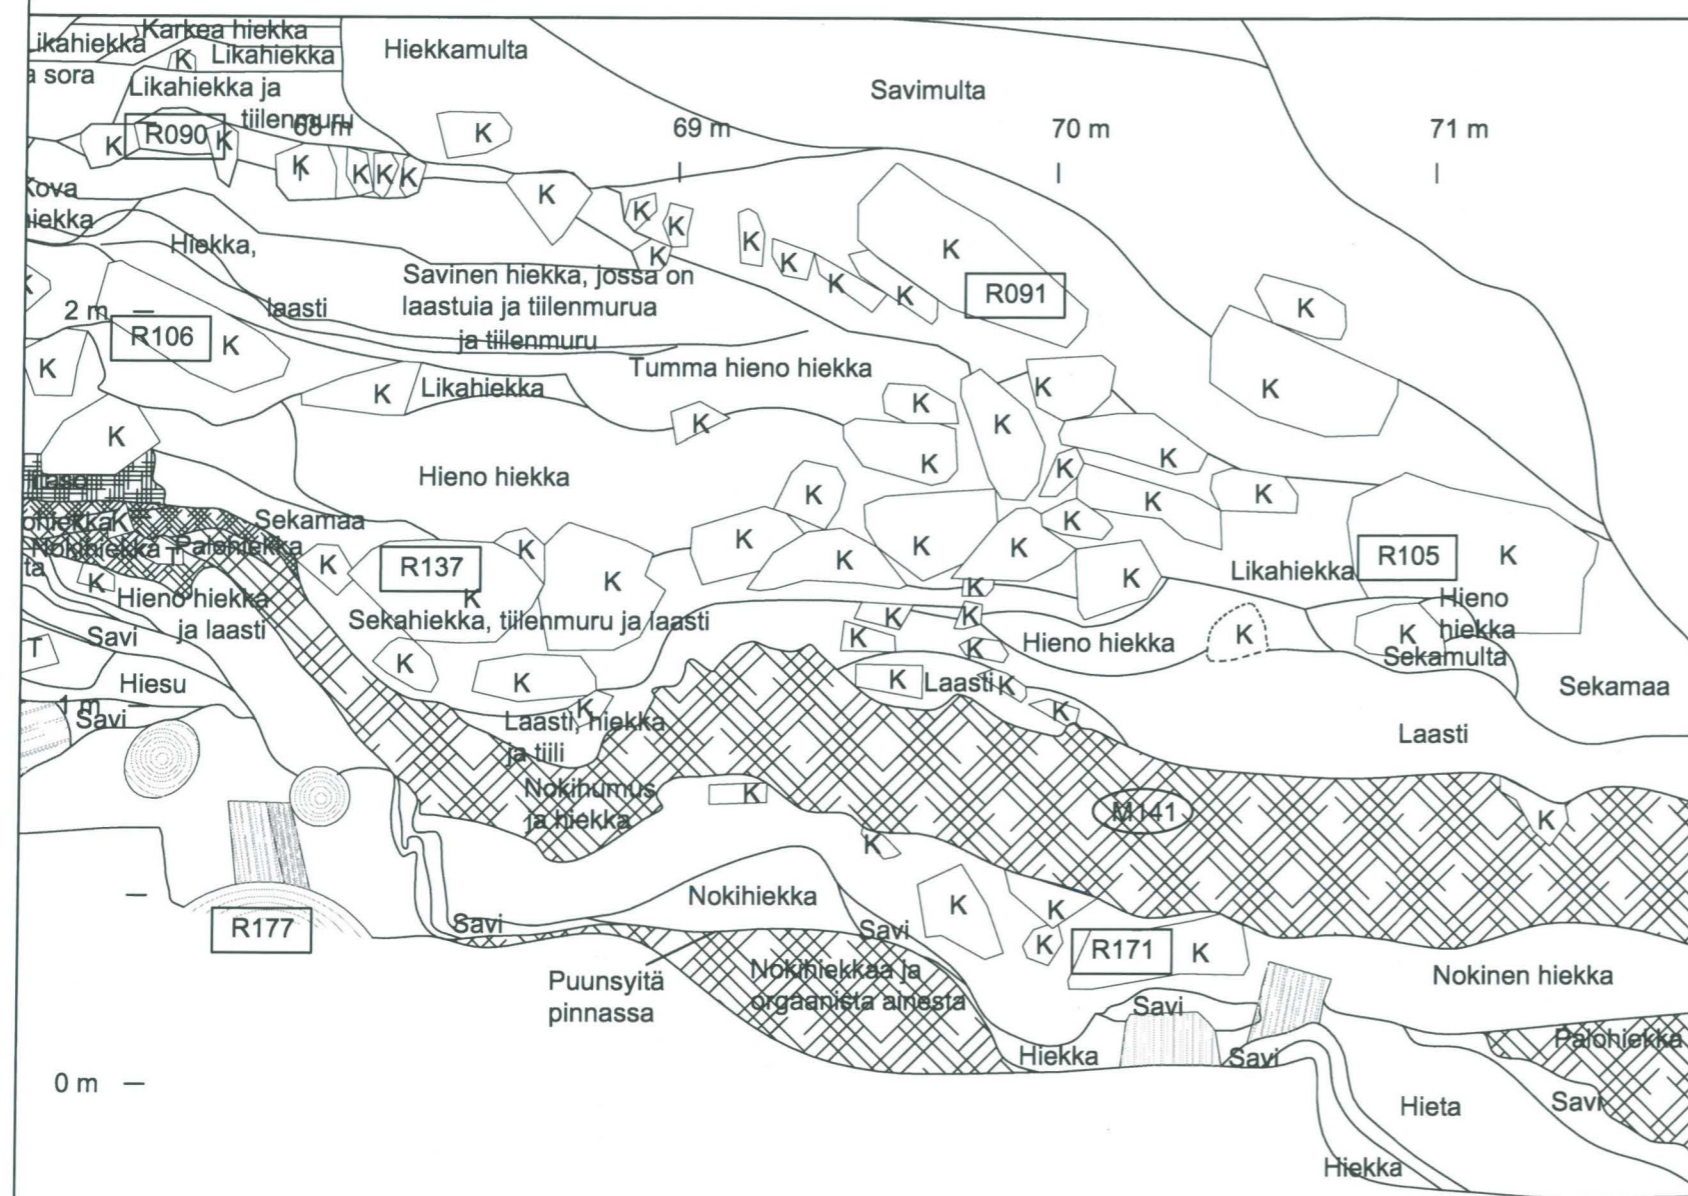 Karkea hiekka
Likahiekka
Likahiekka
K
a sora
Hiekkamulta
Likahiekka ja
tiilenmuru
Savimulta
68 m
69 m
70 m
71 m
R090
K
K
K
K
K
K
K
K
K
Kova
hiekka
K
K
K
K
K
K
K
K
R091
Hiekka,
laasti
Savinen hiekka, jossa on
laastuia ja tiilenmurua
ja tiilenmuru
K
2 m
R106
K
K
K
Tumma hieno hiekka
Likahiekka
K
K
K
K
K
K
K
K
K
K
K
K
K
Hieno hiekka
K
K
K
Sekamaa
K
Nokihiekka
Palohiekka
T
ta
K
Hieno hiekka
ja laasti
K
R137
K
K
K
Sekahiekka, tiilenmuru ja laasti
K
K
K
K
K
K
Likahiekka
R105
K
K
K
K
K
K
Hieno hiekka
K
K
Hieno
hiekka
Sekamulta
Savi
T
Hiesu
1 m
Savi
K
K
K
K
Laasti
K
K
Sekamaa
Laasti
Laasti, hiekka
ja tiili
Nokihumus
ja hiekka
K
M141
K
K
Nokihiekka
Savi
Savi
K
K
K
R171
K
R177
Puunsyitä
pinnassa
Nokihiekkaa ja
orgaanista ainesta
Nokinen hiekka
Savi
Hiekka
Savi
Palohiekka
0 m
Hieta
Savi
Hiekka